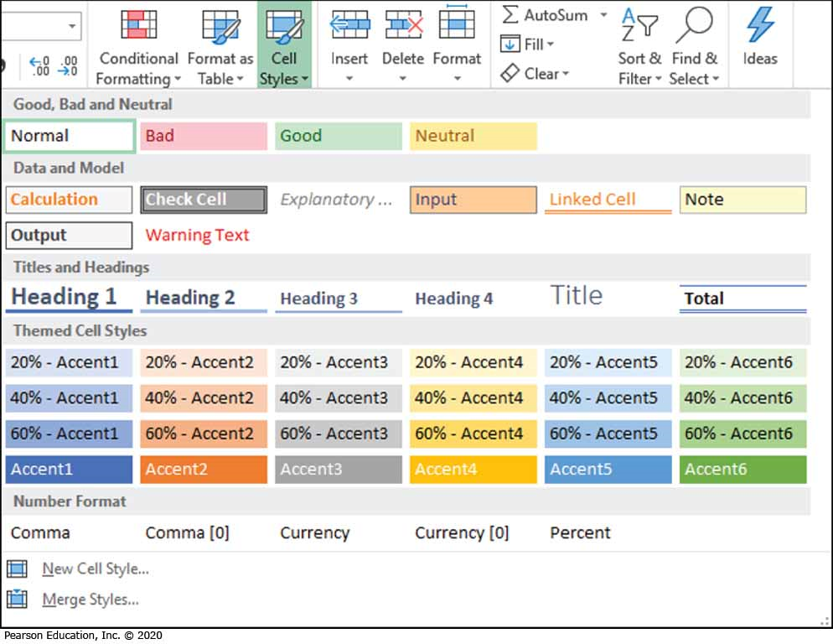 .00 .00
Conditional Formatting
Format as Table
Cell Styles
Insert
Delete
Format
AutoSum
Fill
Clear
A
Z
Sort & Filter
Find & Select
Ideas
Good, Bad and Neutral
Normal Bad Good Neutral
Data and Model
Calculation Check Cell Explanatory ... Input Linked Cell Note
Output Warning Text
Titles and Headings
Heading 1 Heading 2 Heading 3 Heading 4 Title Total
Themed Cell Styles
20% - Accent1 20% - Accent2 20% - Accent3 20% - Accent4 20% - Accent5 20% - Accent6
40% - Accent1 40% - Accent2 40% - Accent3 40% - Accent4 40% - Accent5 40% - Accent6
60% - Accent1 60% - Accent2 60% - Accent3 60% - Accent4 60% - Accent5 60% - Accent6
Accent1 Accent2 Accent3 Accent4 Accent5 Accent6
Number Format
Comma Comma [0] Currency Currency [0] Percent
New Cell Style...
Merge Styles...
Pearson Education, Inc. © 2020